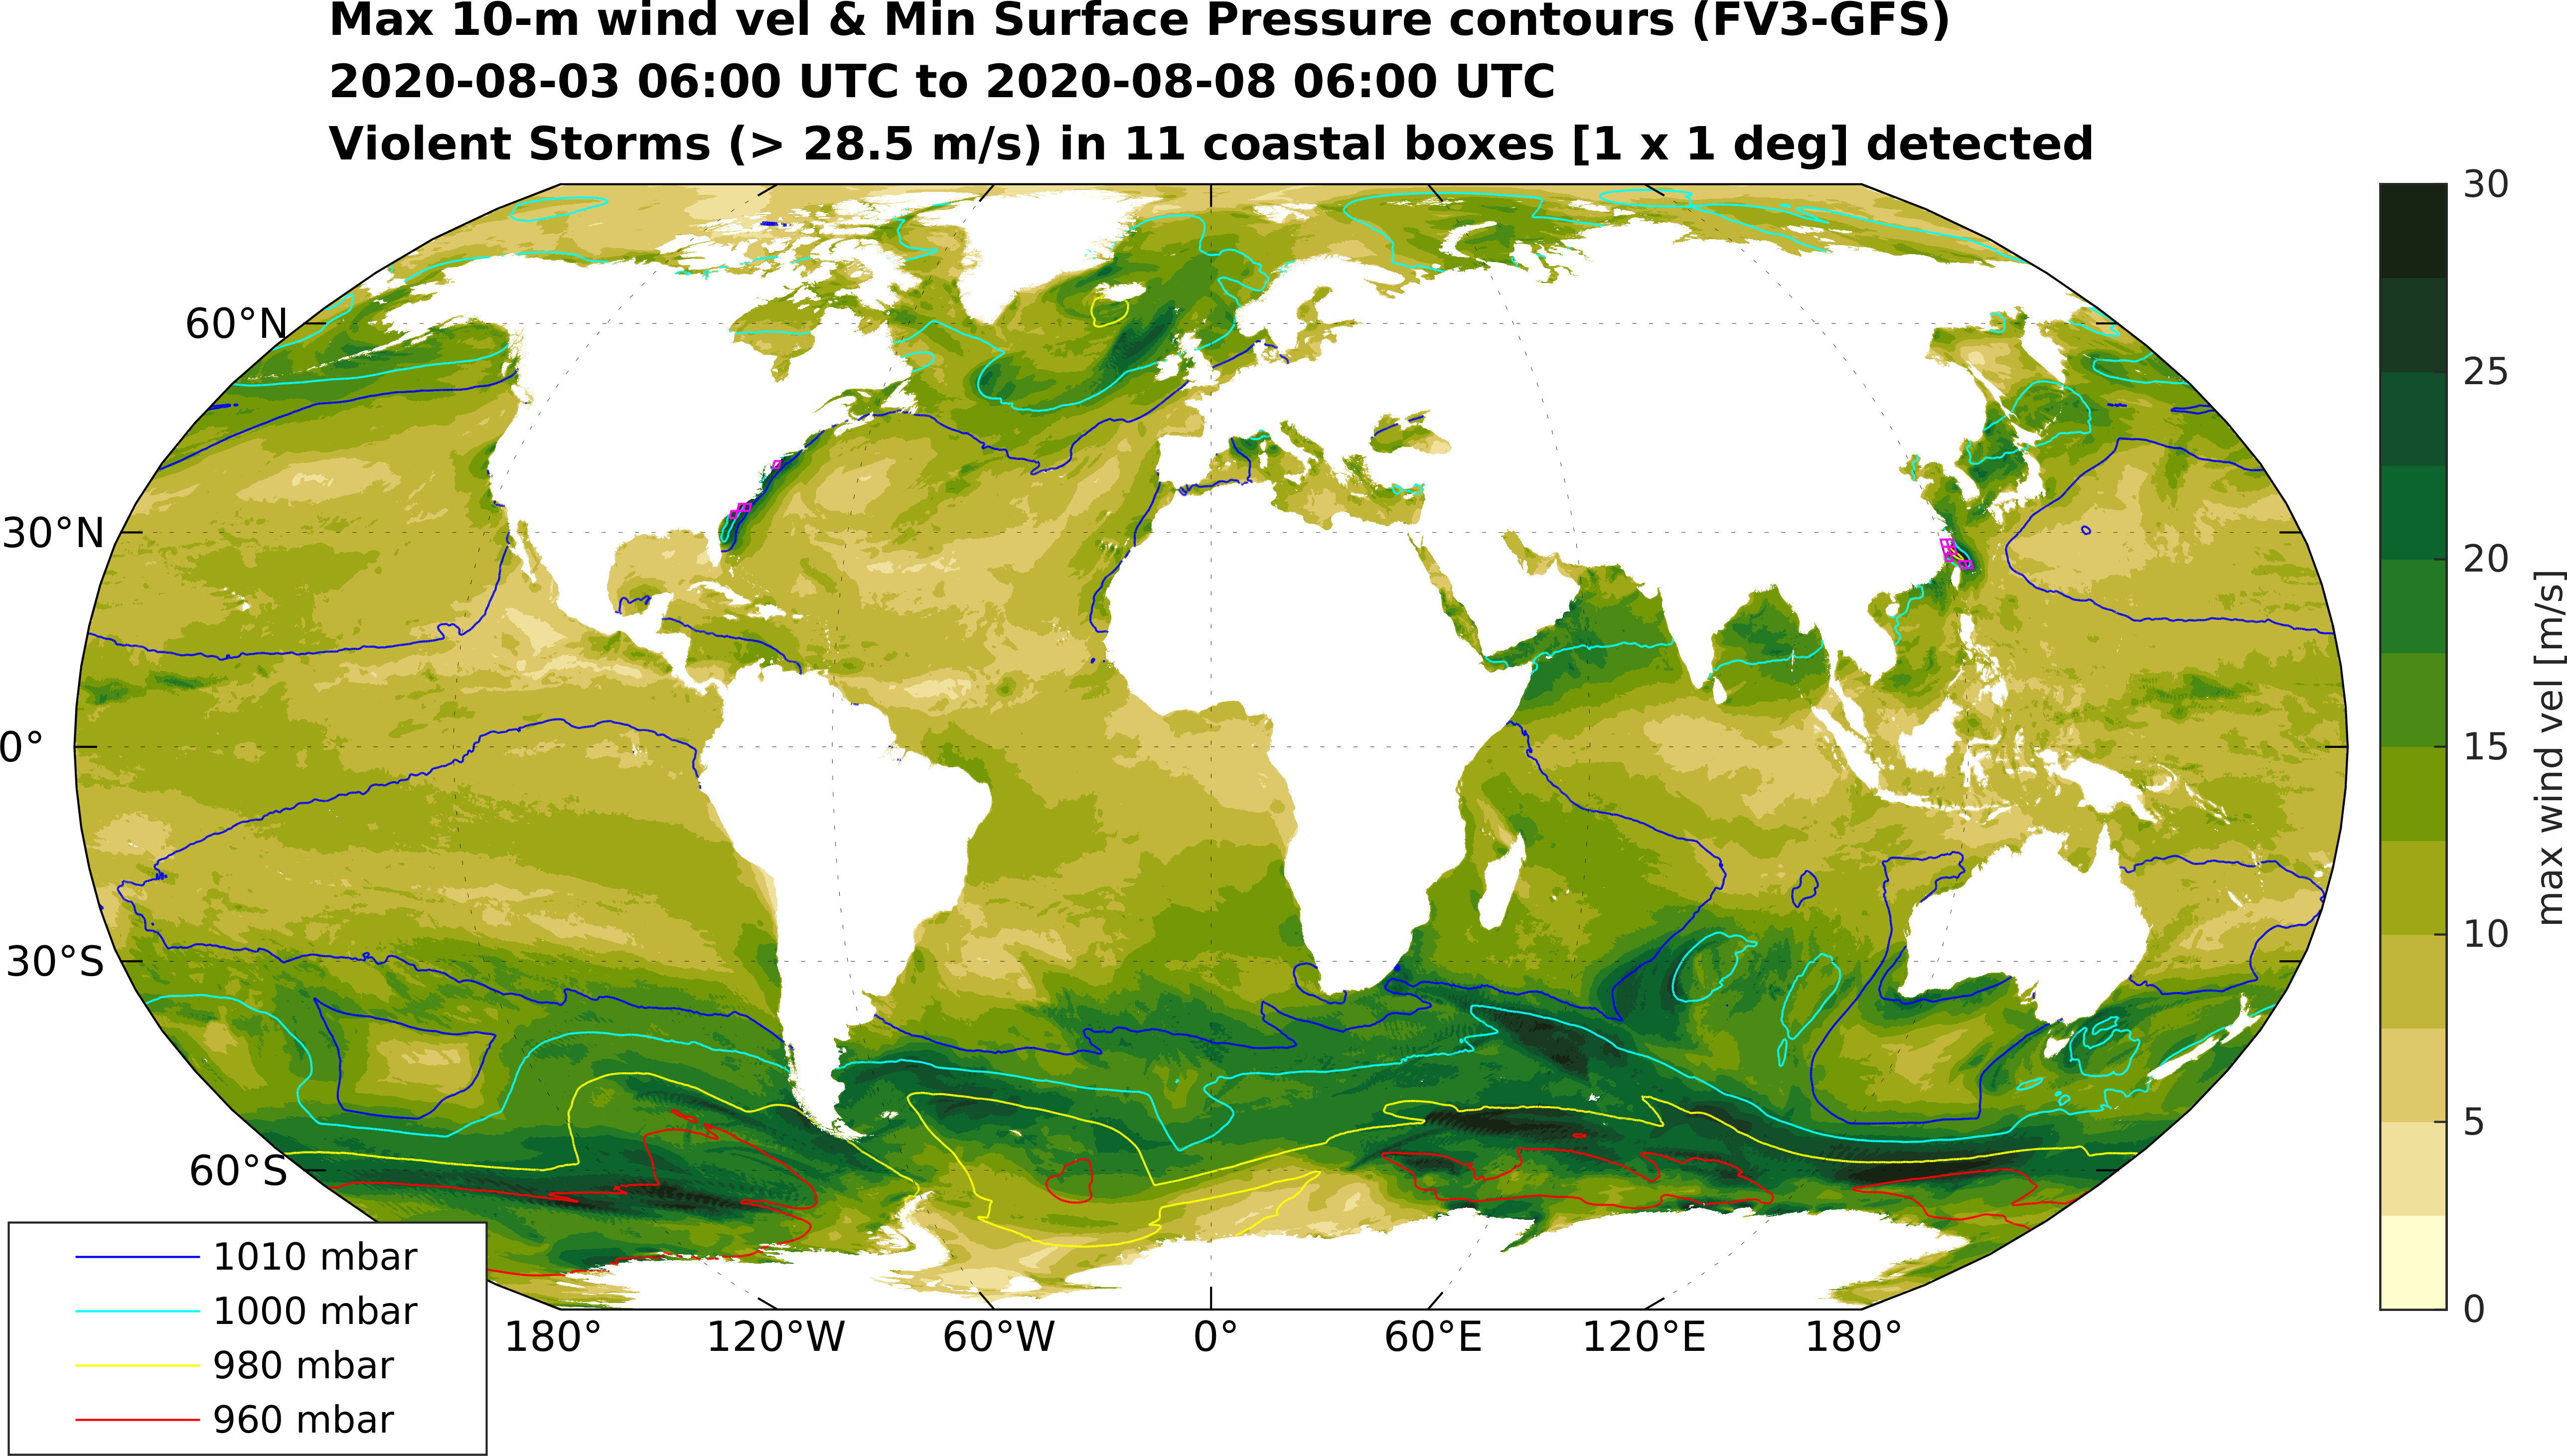 Max 10-m wind vel & Min Surface Pressure contours (FV3-GFS)
2020-08-03 06:00 UTC to 2020-08-08 06:00 UTC
Violent Storms (> 28.5 m/s) in 11 coastal boxes [1 x 1 deg] detected
60°N
30°N
0°
30°S
60°S
180°
120°W
60°W
0°
60°E
120°E
180°
1010 mbar
1000 mbar
980 mbar
960 mbar
30
25
20
15
10
5
0
max wind vel [m/s]